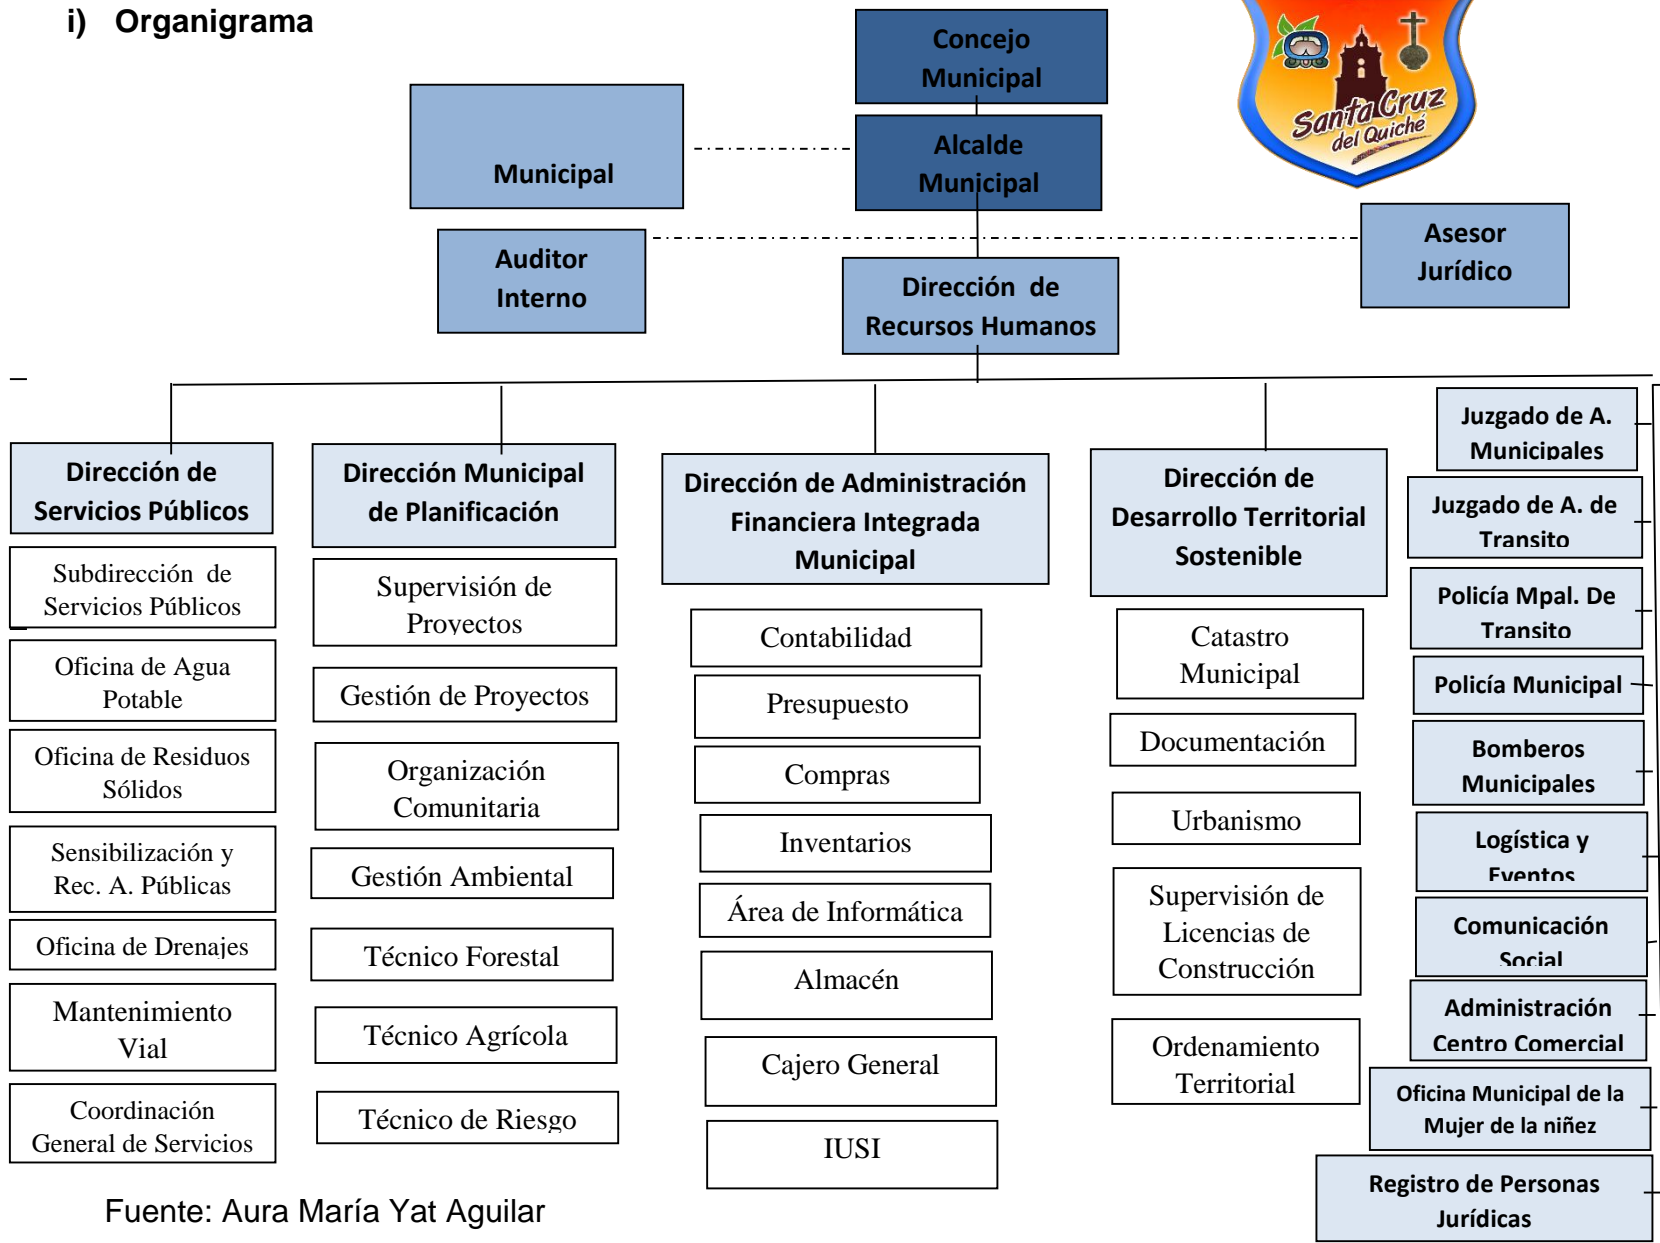 i) Organigrama
Concejo
Municipal
Santa Cruz
del Quiché
Municipal
Alcalde
Municipal
Auditor
Interno
Asesor
Jurídico
Dirección de
Recursos Humanos
Dirección de
Servicios Públicos
Subdirección de
Servicios Públicos
Oficina de Agua
Potable
Oficina de Residuos
Sólidos
Sensibilización y
Rec. A. Públicas
Oficina de Drenajes
Mantenimiento
Vial
Coordinación
General de Servicios
Dirección Municipal
de Planificación
Supervisión de
Proyectos
Gestión de Proyectos
Organización
Comunitaria
Gestión Ambiental
Técnico Forestal
Técnico Agrícola
Técnico de Riesgo
Dirección de Administración
Financiera Integrada
Municipal
Contabilidad
Presupuesto
Compras
Inventarios
Área de Informática
Almacén
Cajero General
IUSI
Dirección de
Desarrollo Territorial
Sostenible
Catastro
Municipal
Documentación
Urbanismo
Supervisión de
Licencias de
Construcción
Ordenamiento
Territorial
Juzgado de A.
Municipales
Juzgado de A. de
Transito
Policía Mpal. De
Transito
Policía Municipal
Bomberos
Municipales
Logística y
Eventos
Comunicación
Social
Administración
Centro Comercial
Oficina Municipal de la
Mujer de la niñez
Registro de Personas
Jurídicas
Fuente: Aura María Yat Aguilar